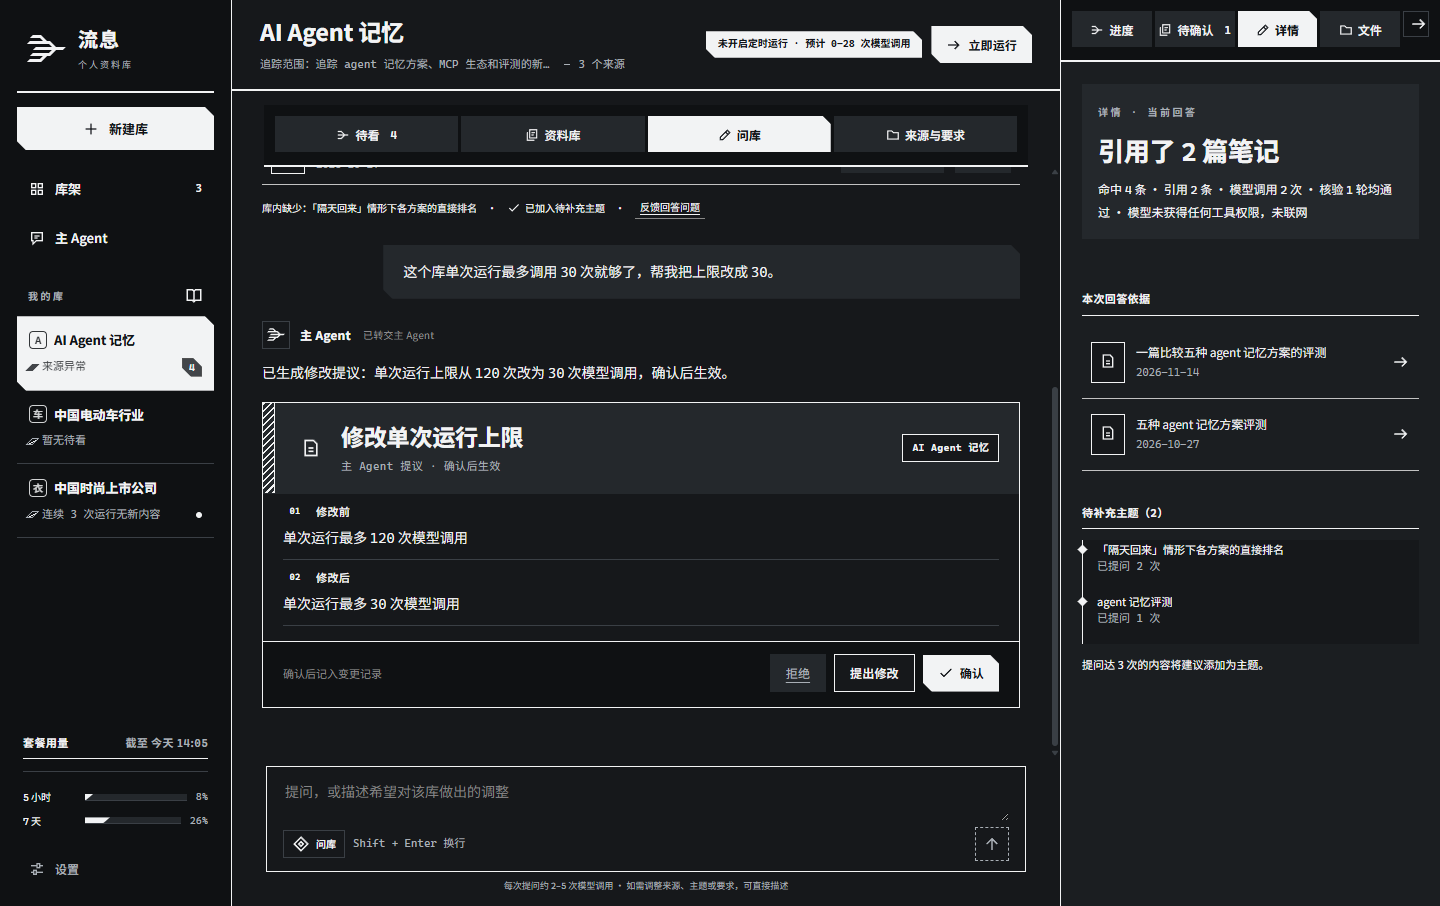 流息
个人资料库
新建库
库架 3
主 Agent
我的库
A AI Agent 记忆
来源异常 4
车 中国电动车行业
暂无待看
衣 中国时尚上市公司
连续 3 次运行无新内容
套餐用量 截至 今天 14:05
5 小时 8%
7 天 26%
设置
AI Agent 记忆
追踪范围: 追踪 agent 记忆方案、MCP 生态和评测的新… — 3 个来源
未开启定时运行 · 预计 0–28 次模型调用
立即运行
待看 4
资料库
问库
来源与要求
库内缺少:「隔天回来」情形下各方案的直接排名 • 已加入待补充主题 • 反馈回答问题
这个库单次运行最多调用 30 次就够了，帮我把上限改成 30。
主 Agent 已转交主 Agent
已生成修改提议：单次运行上限从 120 次改为 30 次模型调用，确认后生效。
修改单次运行上限
主 Agent 提议 · 确认后生效
AI Agent 记忆
01 修改前
单次运行最多 120 次模型调用
02 修改后
单次运行最多 30 次模型调用
确认后记入变更记录
拒绝
提出修改
确认
提问，或描述希望对该库做出的调整
问库 Shift + Enter 换行
每次提问约 2–5 次模型调用 • 如需调整来源、主题或要求，可直接描述
进度
待确认 1
详情
文件
详情 · 当前回答
引用了 2 篇笔记
命中 4 条 • 引用 2 条 • 模型调用 2 次 • 核验 1 轮均通
过 • 模型未获得任何工具权限，未联网
本次回答依据
一篇比较五种 agent 记忆方案的评测
2026-11-14
五种 agent 记忆方案评测
2026-10-27
待补充主题（2）
「隔天回来」情形下各方案的直接排名
已提问 2 次
agent 记忆评测
已提问 1 次
提问达 3 次的内容将建议添加为主题。